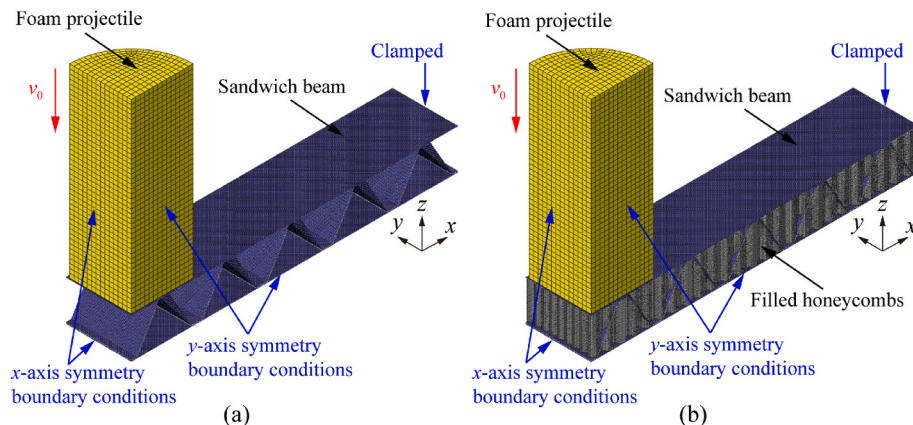 Foam projectile
Clamped
v0
Sandwich beam
z
y
x
y-axis symmetry
boundary conditions
x-axis symmetry
boundary conditions
(a)
Foam projectile
Clamped
v0
Sandwich beam
z
y
x
Filled honeycombs
y-axis symmetry
boundary conditions
x-axis symmetry
boundary conditions
(b)